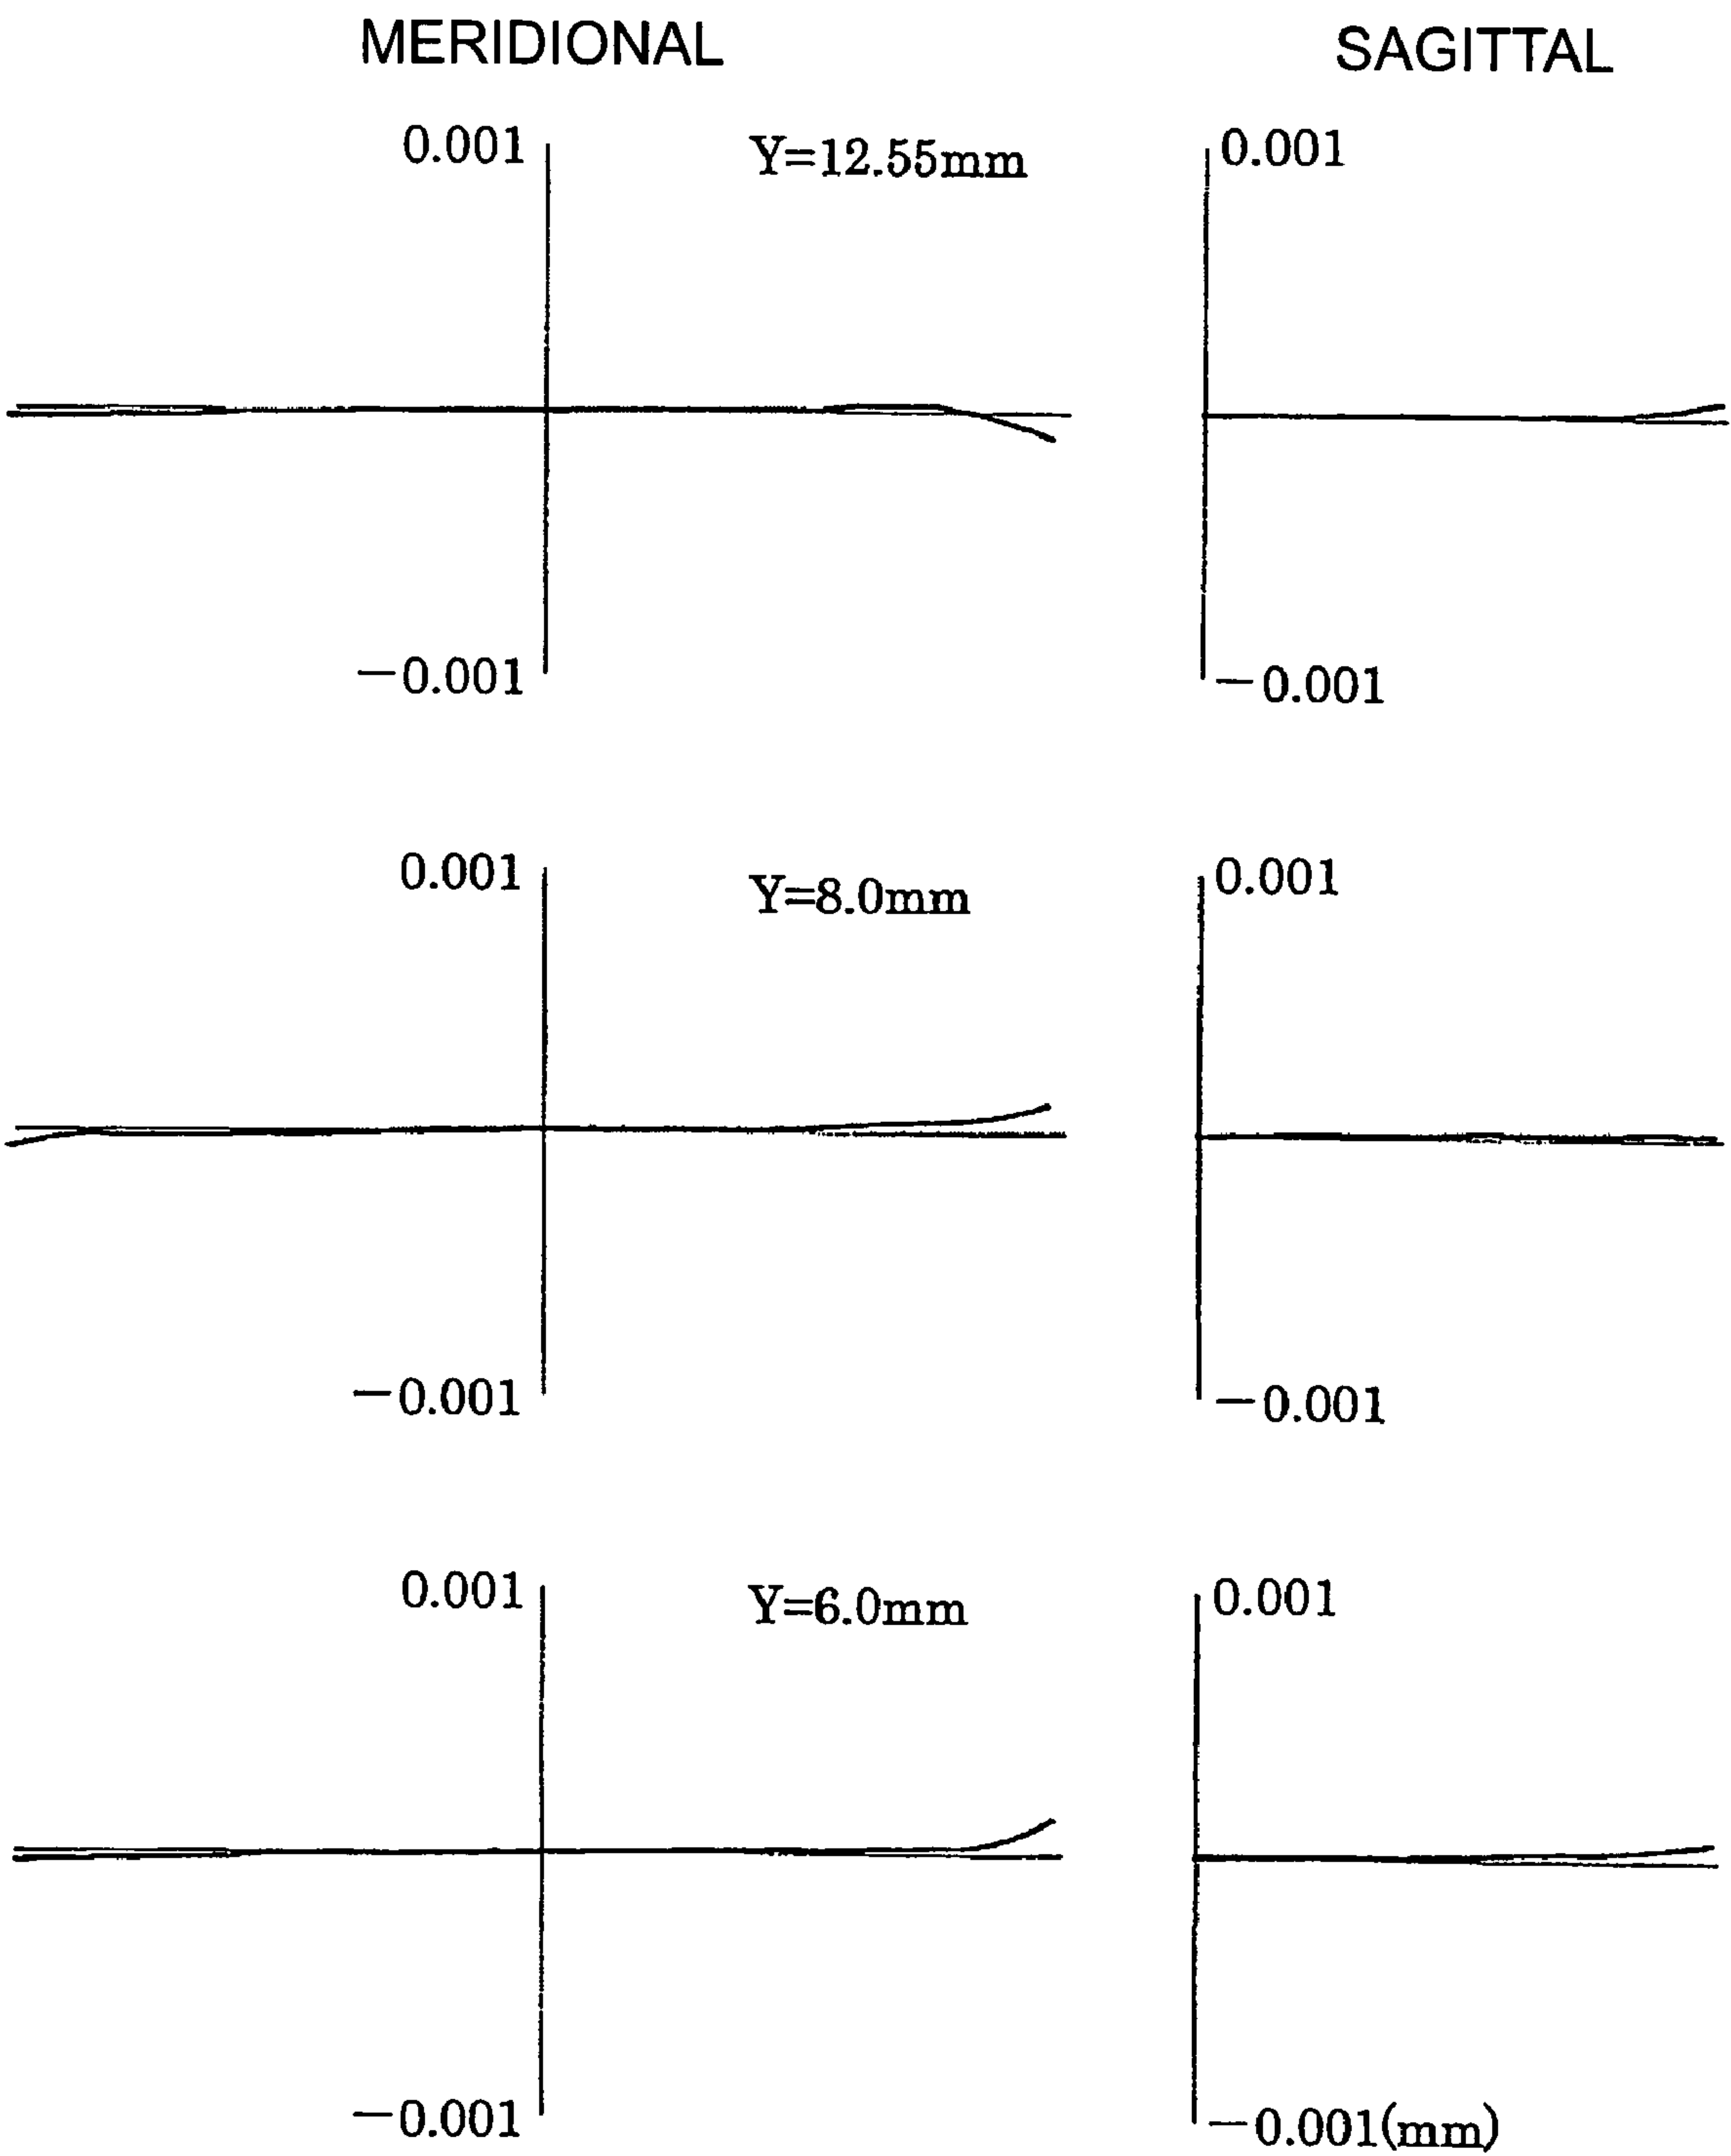 MERIDIONAL SAGITTAL
0.001 Y=12.55mm 0.001
−0.001 −0.001
0.001 Y=8.0mm 0.001
−0.001 −0.001
0.001 Y=6.0mm 0.001
−0.001 −0.001(mm)